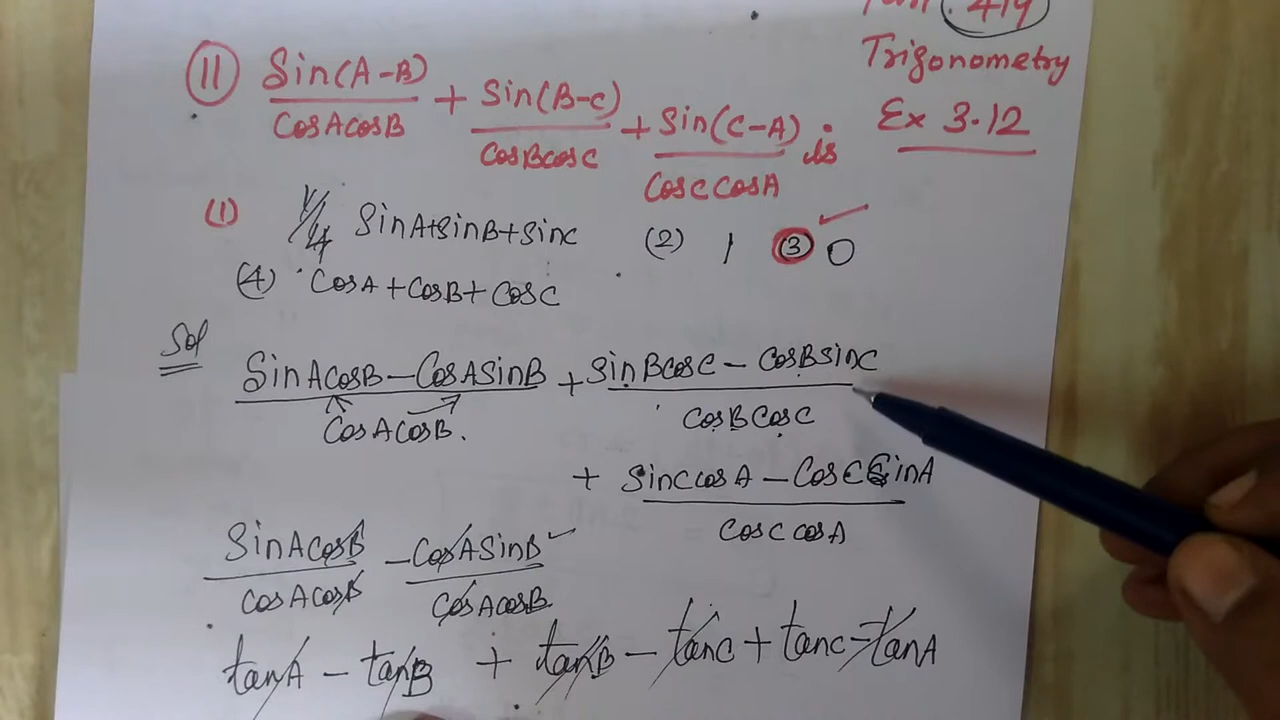 419
Trigonometry
Ex 3.12
(11) Sin(A-B)/CosAcosB + Sin(B-C)/CosBcosC + Sin(C-A)/CosCcosA is
(1) SinA+sinB+sinC (2) 1 (3) 0 ✓
(4) CosA+cosB+cosC
Sol
SinAcosB-CosAsinB/CosAcosB. + SinBcosC-CosBsinC/CosBCosC
+ SinCcosA-CosCSinA/CosCcosA
SinAcosB/CosAcosB - CosASinB/CosAcosB ✓
tanA - tanB + tanB - tanC + tanC - tanA